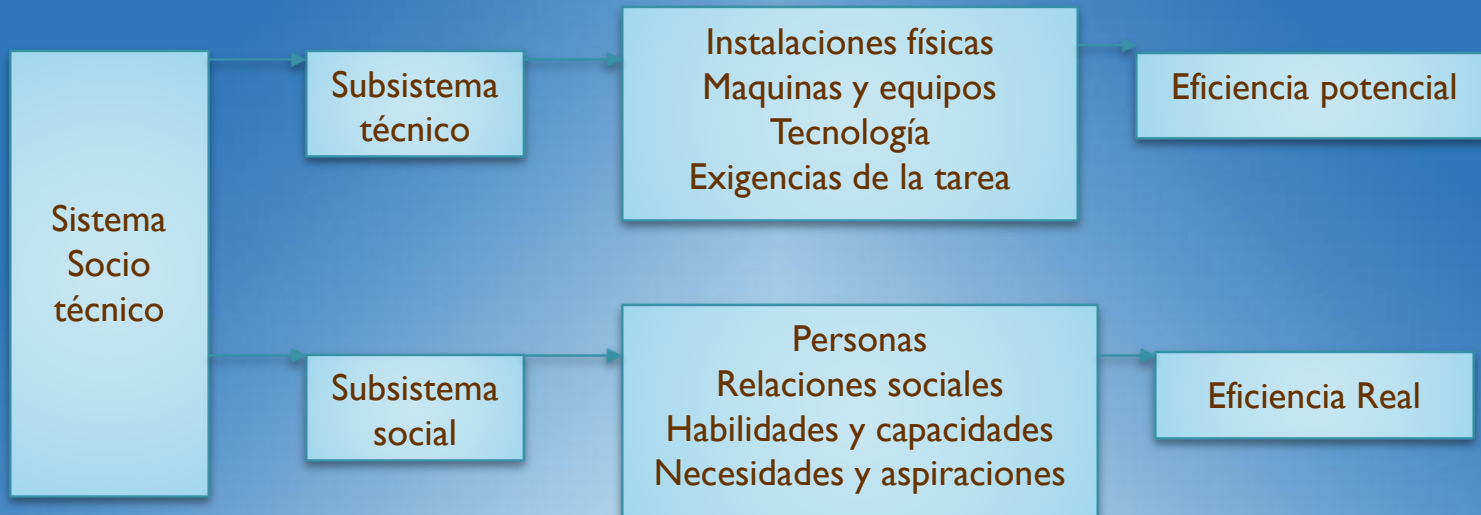 Sistema
Socio
técnico
Subsistema
técnico
Instalaciones físicas
Maquinas y equipos
Tecnología
Exigencias de la tarea
Eficiencia potencial
Subsistema
social
Personas
Relaciones sociales
Habilidades y capacidades
Necesidades y aspiraciones
Eficiencia Real